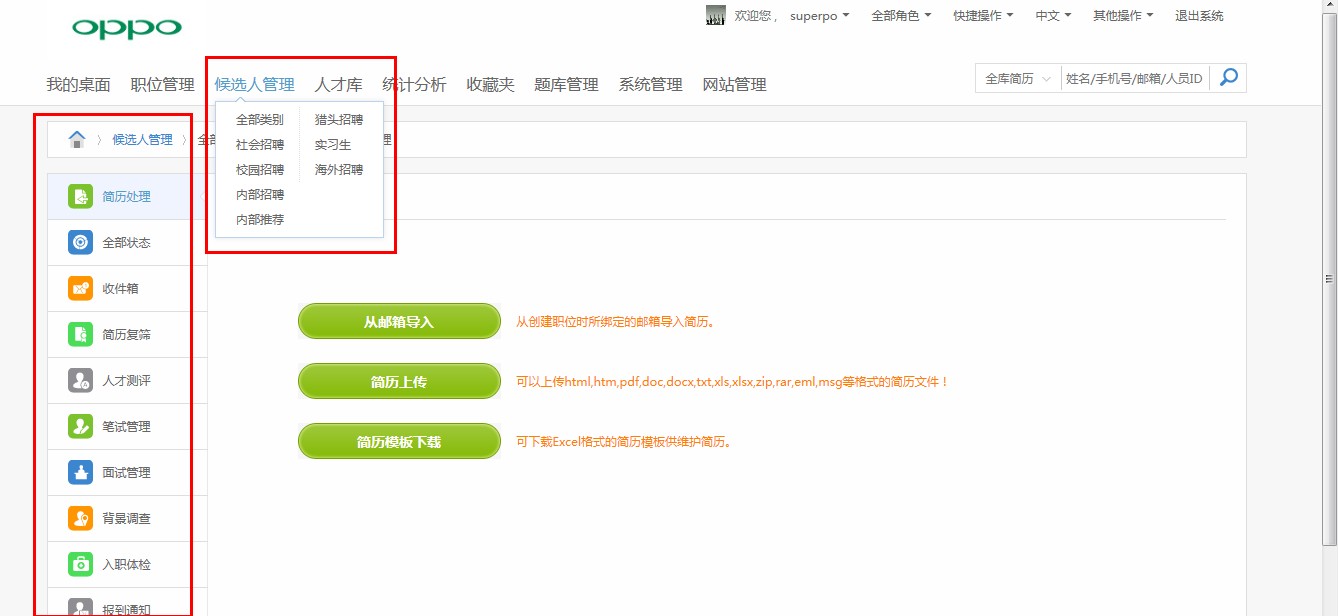 oppo
欢迎您， superpo 全部角色 快捷操作 中文 其他操作 退出系统
我的桌面 职位管理 候选人管理 人才库 统计分析 收藏夹 题库管理 系统管理 网站管理
全库简历 姓名/手机号/邮箱/人员ID
全部类别 猎头招聘
社会招聘 实习生
校园招聘 海外招聘
内部招聘
内部推荐
候选人管理 全部 理
简历处理
全部状态
收件箱
简历复筛
人才测评
笔试管理
面试管理
背景调查
入职体检
报到通知
从邮箱导入 从创建职位时所绑定的邮箱导入简历。
简历上传 可以上传html,htm,pdf,doc,docx,txt,xls,xlsx,zip,rar,eml,msg等格式的简历文件！
简历模板下载 可下载Excel格式的简历模板供维护简历。